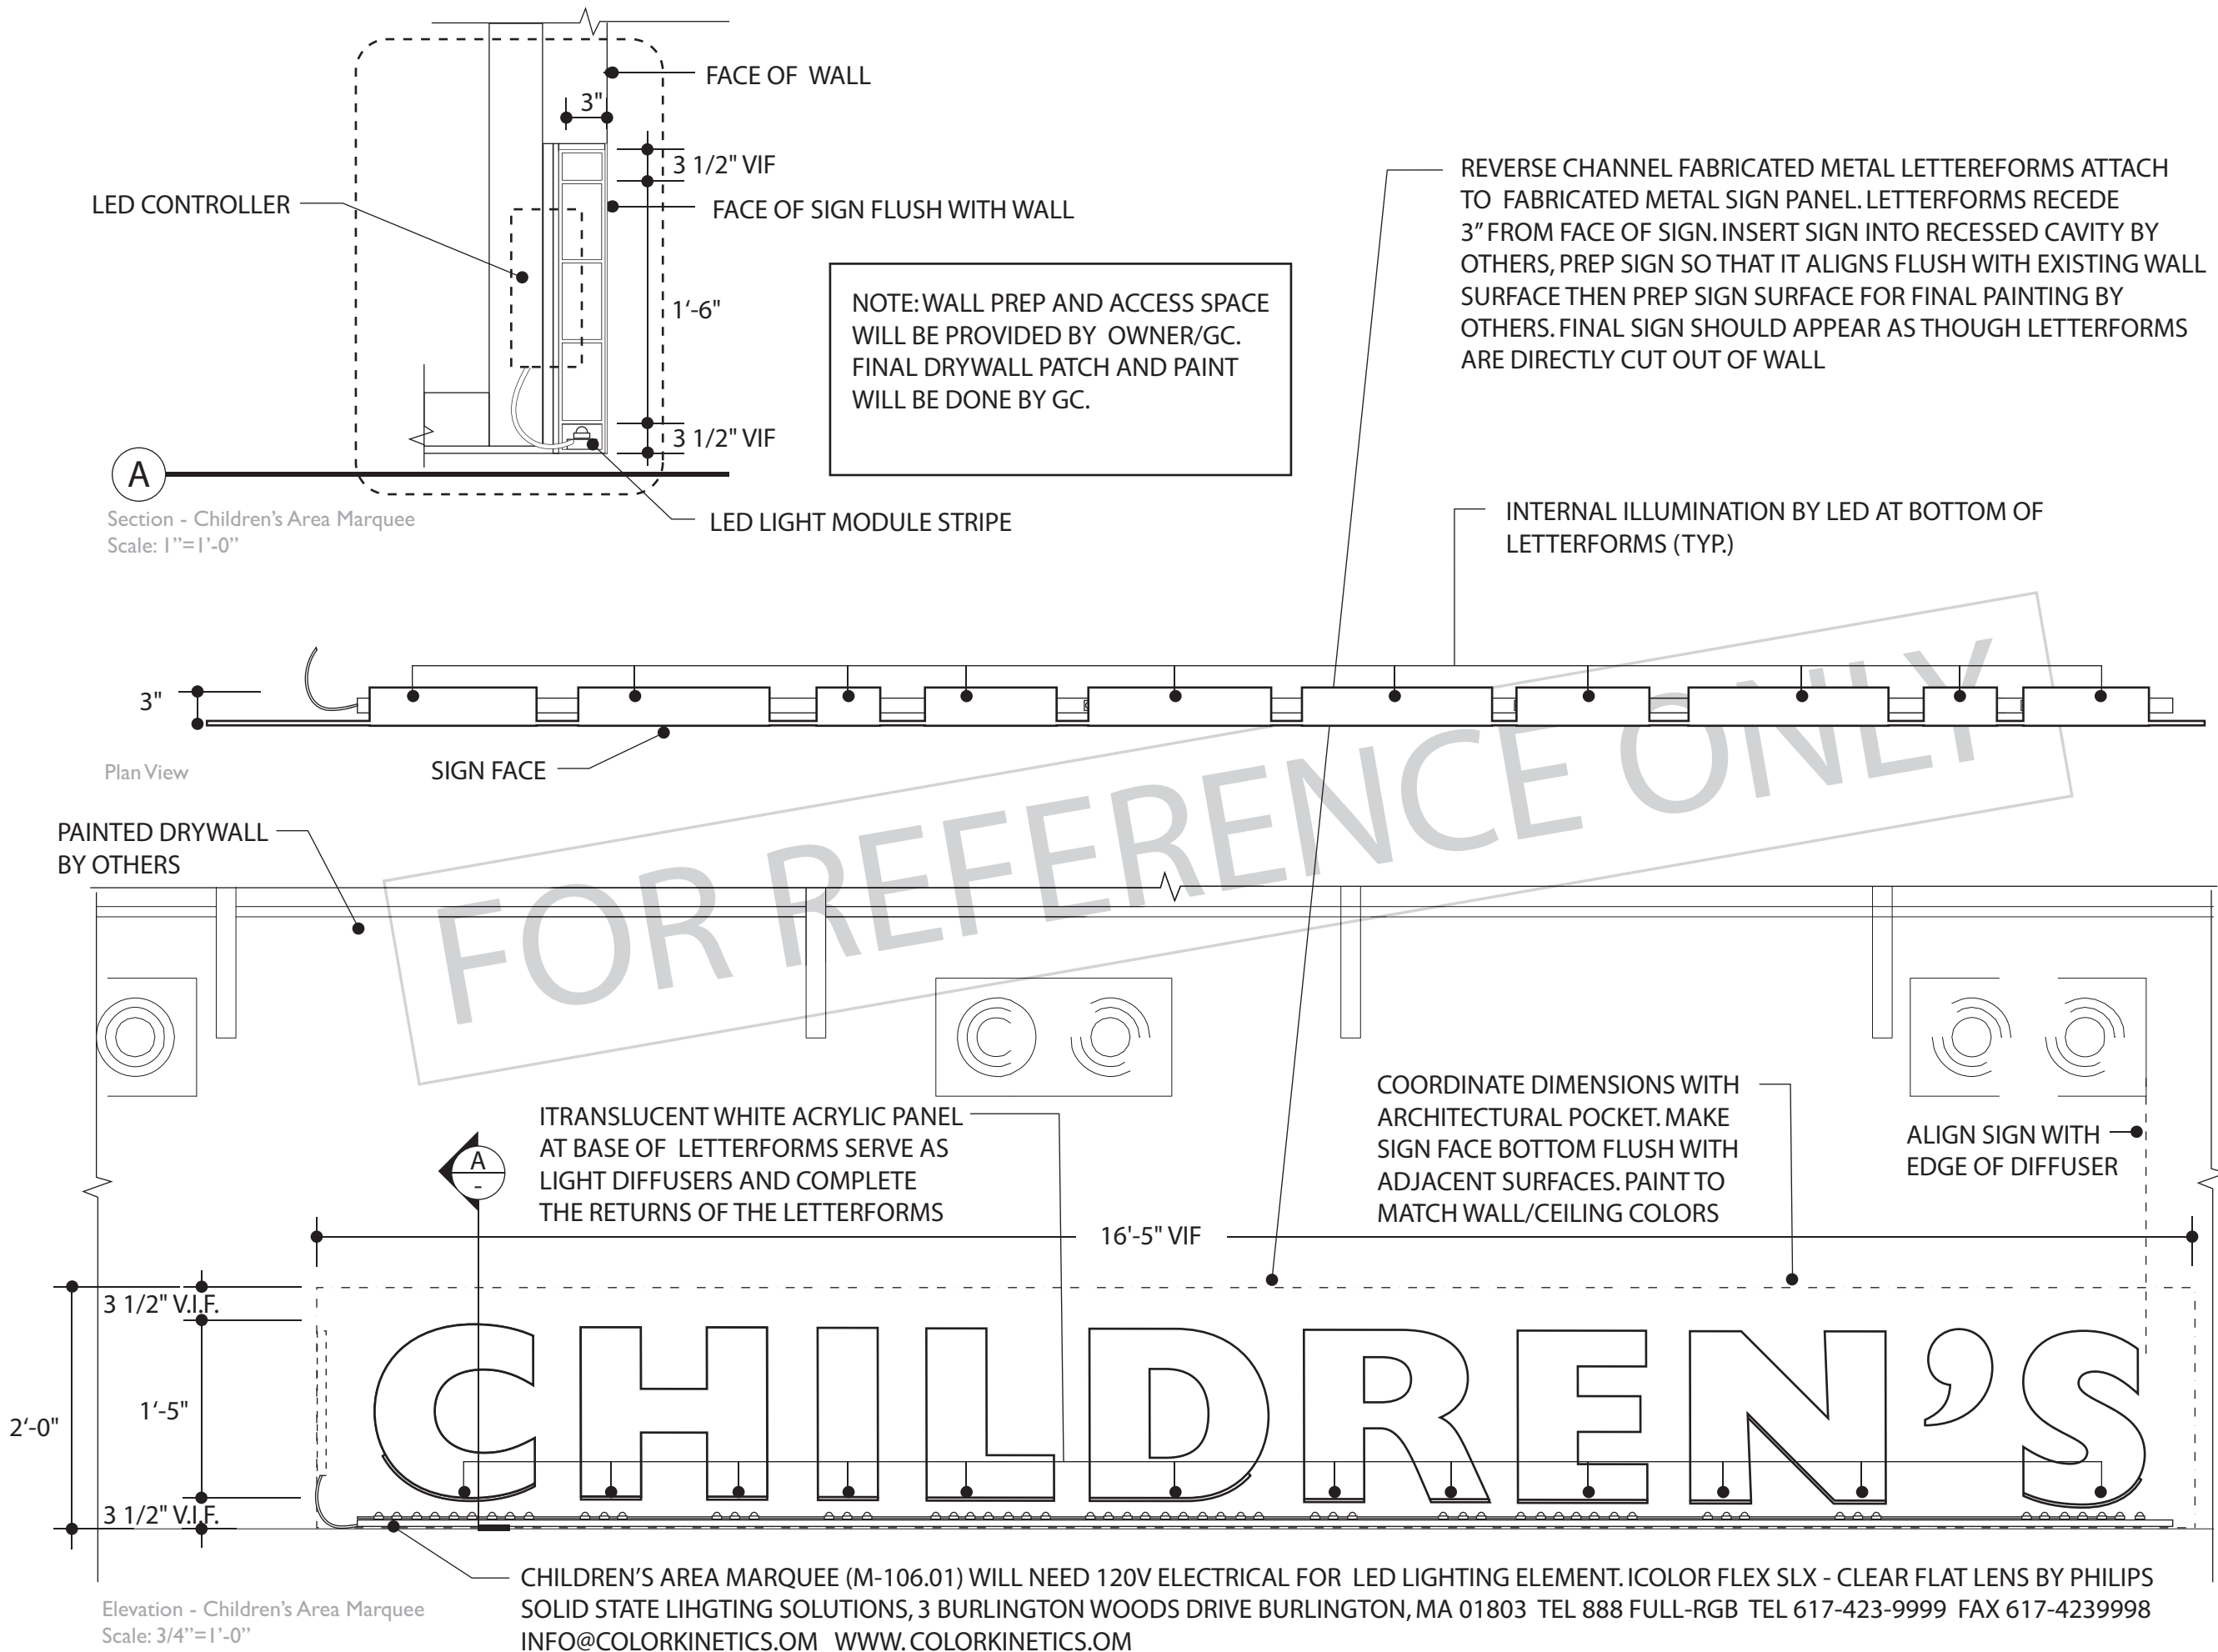 FACE OF WALL
3"
3 1/2" VIF
LED CONTROLLER
FACE OF SIGN FLUSH WITH WALL
1'-6"
3 1/2" VIF
A
LED LIGHT MODULE STRIPE
Section - Children's Area Marquee
Scale: 1"=1'-0"
NOTE: WALL PREP AND ACCESS SPACE
WILL BE PROVIDED BY OWNER/GC.
FINAL DRYWALL PATCH AND PAINT
WILL BE DONE BY GC.
REVERSE CHANNEL FABRICATED METAL LETTEREFORMS ATTACH
TO FABRICATED METAL SIGN PANEL. LETTERFORMS RECEDE
3" FROM FACE OF SIGN. INSERT SIGN INTO RECESSED CAVITY BY
OTHERS, PREP SIGN SO THAT IT ALIGNS FLUSH WITH EXISTING WALL
SURFACE THEN PREP SIGN SURFACE FOR FINAL PAINTING BY
OTHERS. FINAL SIGN SHOULD APPEAR AS THOUGH LETTERFORMS
ARE DIRECTLY CUT OUT OF WALL
INTERNAL ILLUMINATION BY LED AT BOTTOM OF
LETTERFORMS (TYP.)
3"
Plan View
SIGN FACE
FOR REFERENCE ONLY
PAINTED DRYWALL
BY OTHERS
A
-
ITRANSLUCENT WHITE ACRYLIC PANEL
AT BASE OF LETTERFORMS SERVE AS
LIGHT DIFFUSERS AND COMPLETE
THE RETURNS OF THE LETTERFORMS
COORDINATE DIMENSIONS WITH
ARCHITECTURAL POCKET. MAKE
SIGN FACE BOTTOM FLUSH WITH
ADJACENT SURFACES. PAINT TO
MATCH WALL/CEILING COLORS
ALIGN SIGN WITH
EDGE OF DIFFUSER
16'-5" VIF
3 1/2" V.I.F.
1'-5"
2'-0"
3 1/2" V.I.F.
CHILDREN'S
CHILDREN'S AREA MARQUEE (M-106.01) WILL NEED 120V ELECTRICAL FOR LED LIGHTING ELEMENT. ICOLOR FLEX SLX - CLEAR FLAT LENS BY PHILIPS
SOLID STATE LIHGTING SOLUTIONS, 3 BURLINGTON WOODS DRIVE BURLINGTON, MA 01803 TEL 888 FULL-RGB TEL 617-423-9999 FAX 617-4239998
INFO@COLORKINETICS.OM WWW. COLORKINETICS.OM
Elevation - Children's Area Marquee
Scale: 3/4"=1'-0"